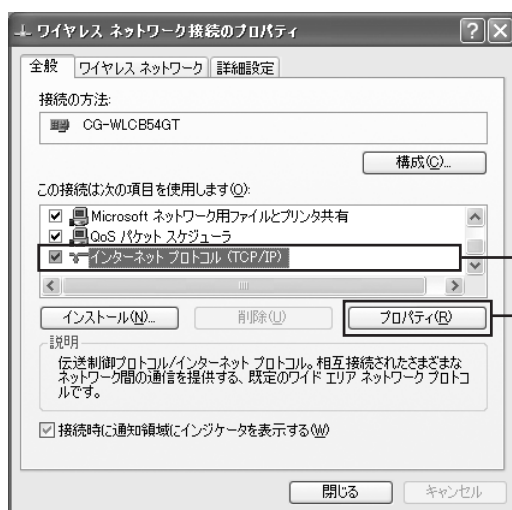 ワイヤレス ネットワーク接続のプロパティ
全般 ワイヤレス ネットワーク 詳細設定
接続の方法:
CG-WLCB54GT
構成(C)...
この接続は次の項目を使用します(O):
Microsoft ネットワーク用ファイルとプリンタ共有
QoS パケット スケジューラ
インターネット プロトコル (TCP/IP)
インストール(N)... 削除(U) プロパティ(R)
説明
伝送制御プロトコル/インターネット プロトコル。相互接続されたさまざまな
ネットワーク間の通信を提供する、既定のワイド エリア ネットワーク プロトコ
ルです。
接続時に通知領域にインジケータを表示する(W)
閉じる キャンセル